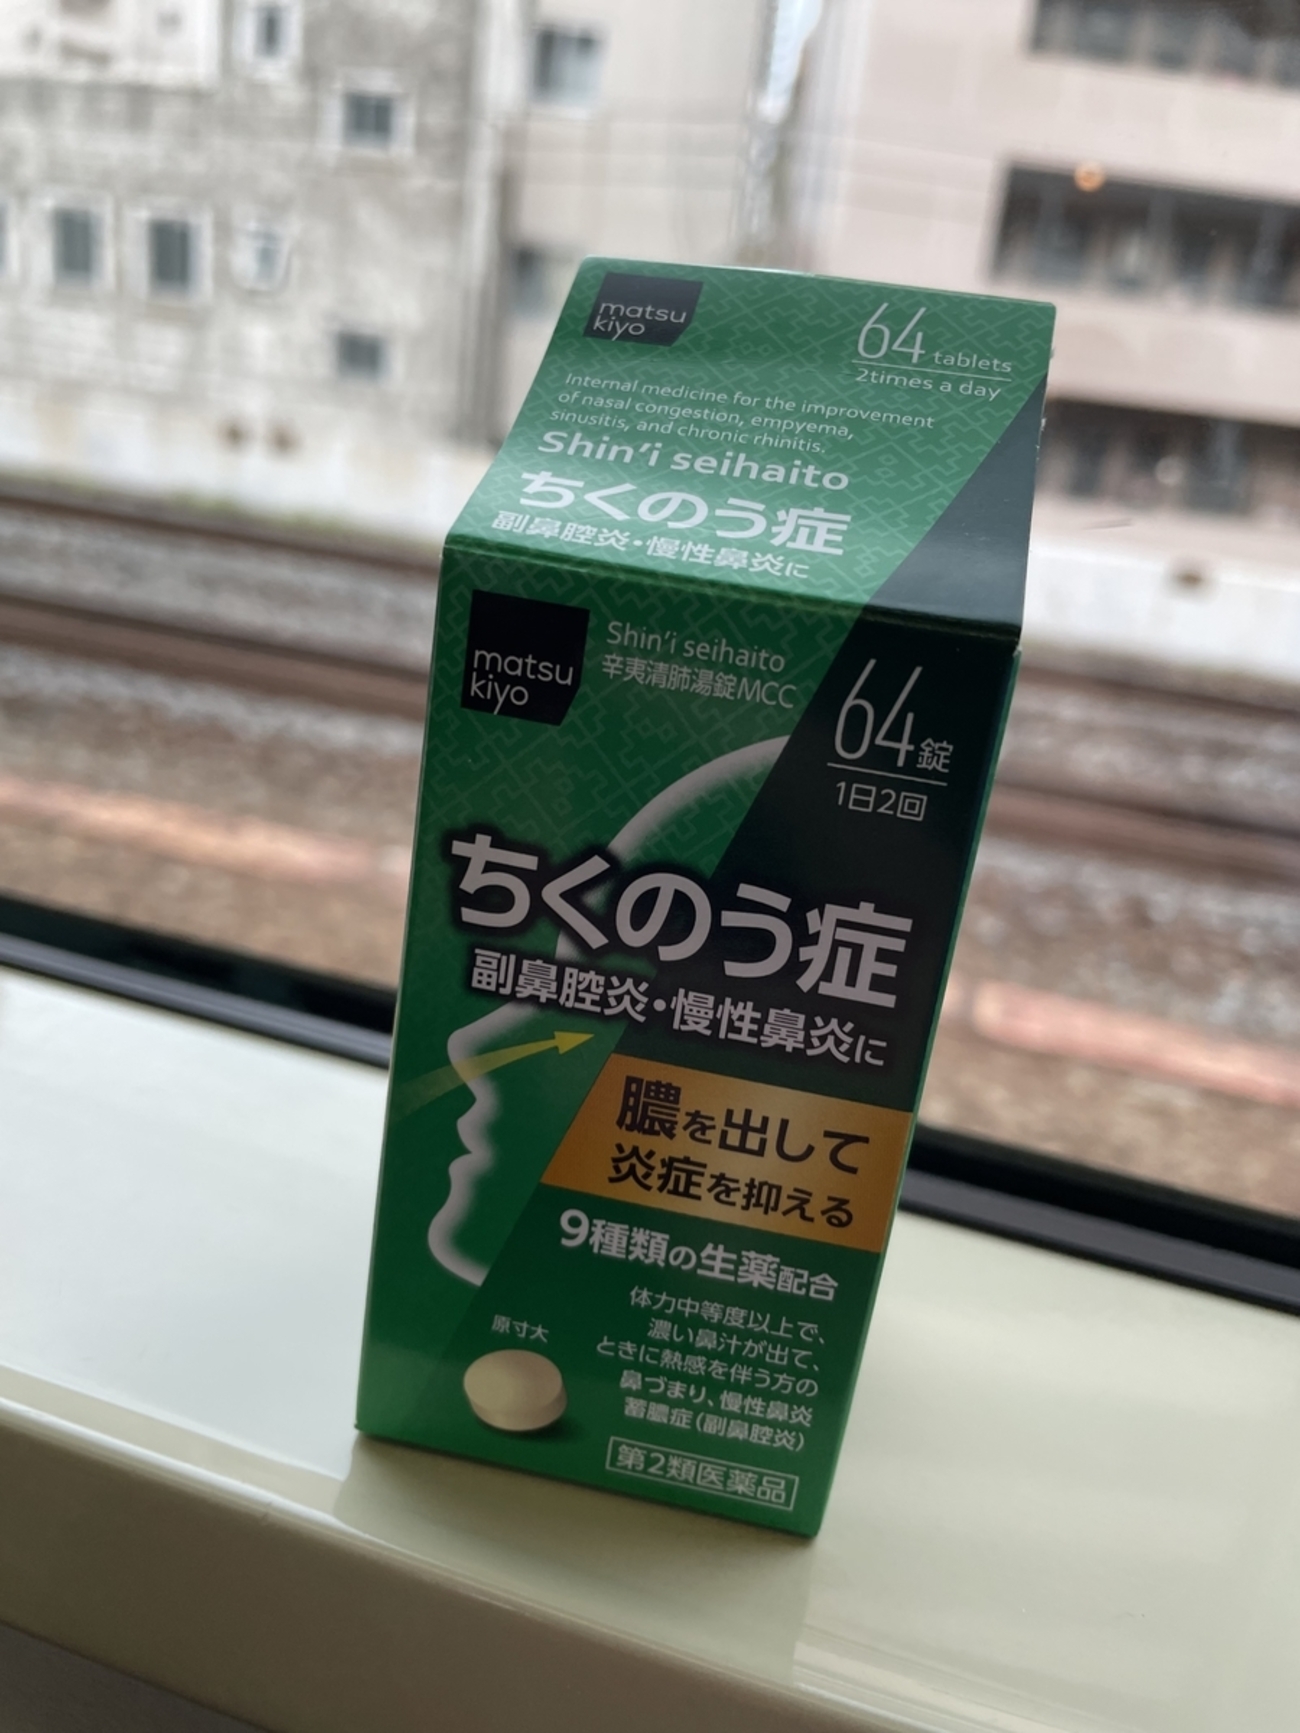 matsu
kiyo
64 tablets
2times a day
Internal medicine for the improvement
of nasal congestion, empyema,
sinusitis, and chronic rhinitis.
Shin'i seihaito
ちくのう症
副鼻腔炎・慢性鼻炎に
matsu
kiyo
Shin'i seihaito
辛夷清肺湯錠MCC
64錠
1日2回
ちくのう症
副鼻腔炎・慢性鼻炎に
膿を出して
炎症を抑える
9種類の生薬配合
体力中等度以上で、
濃い鼻汁が出て、
ときに熱感を伴う方の
鼻づまり、慢性鼻炎
蓄膿症(副鼻腔炎)
原寸大
第2類医薬品